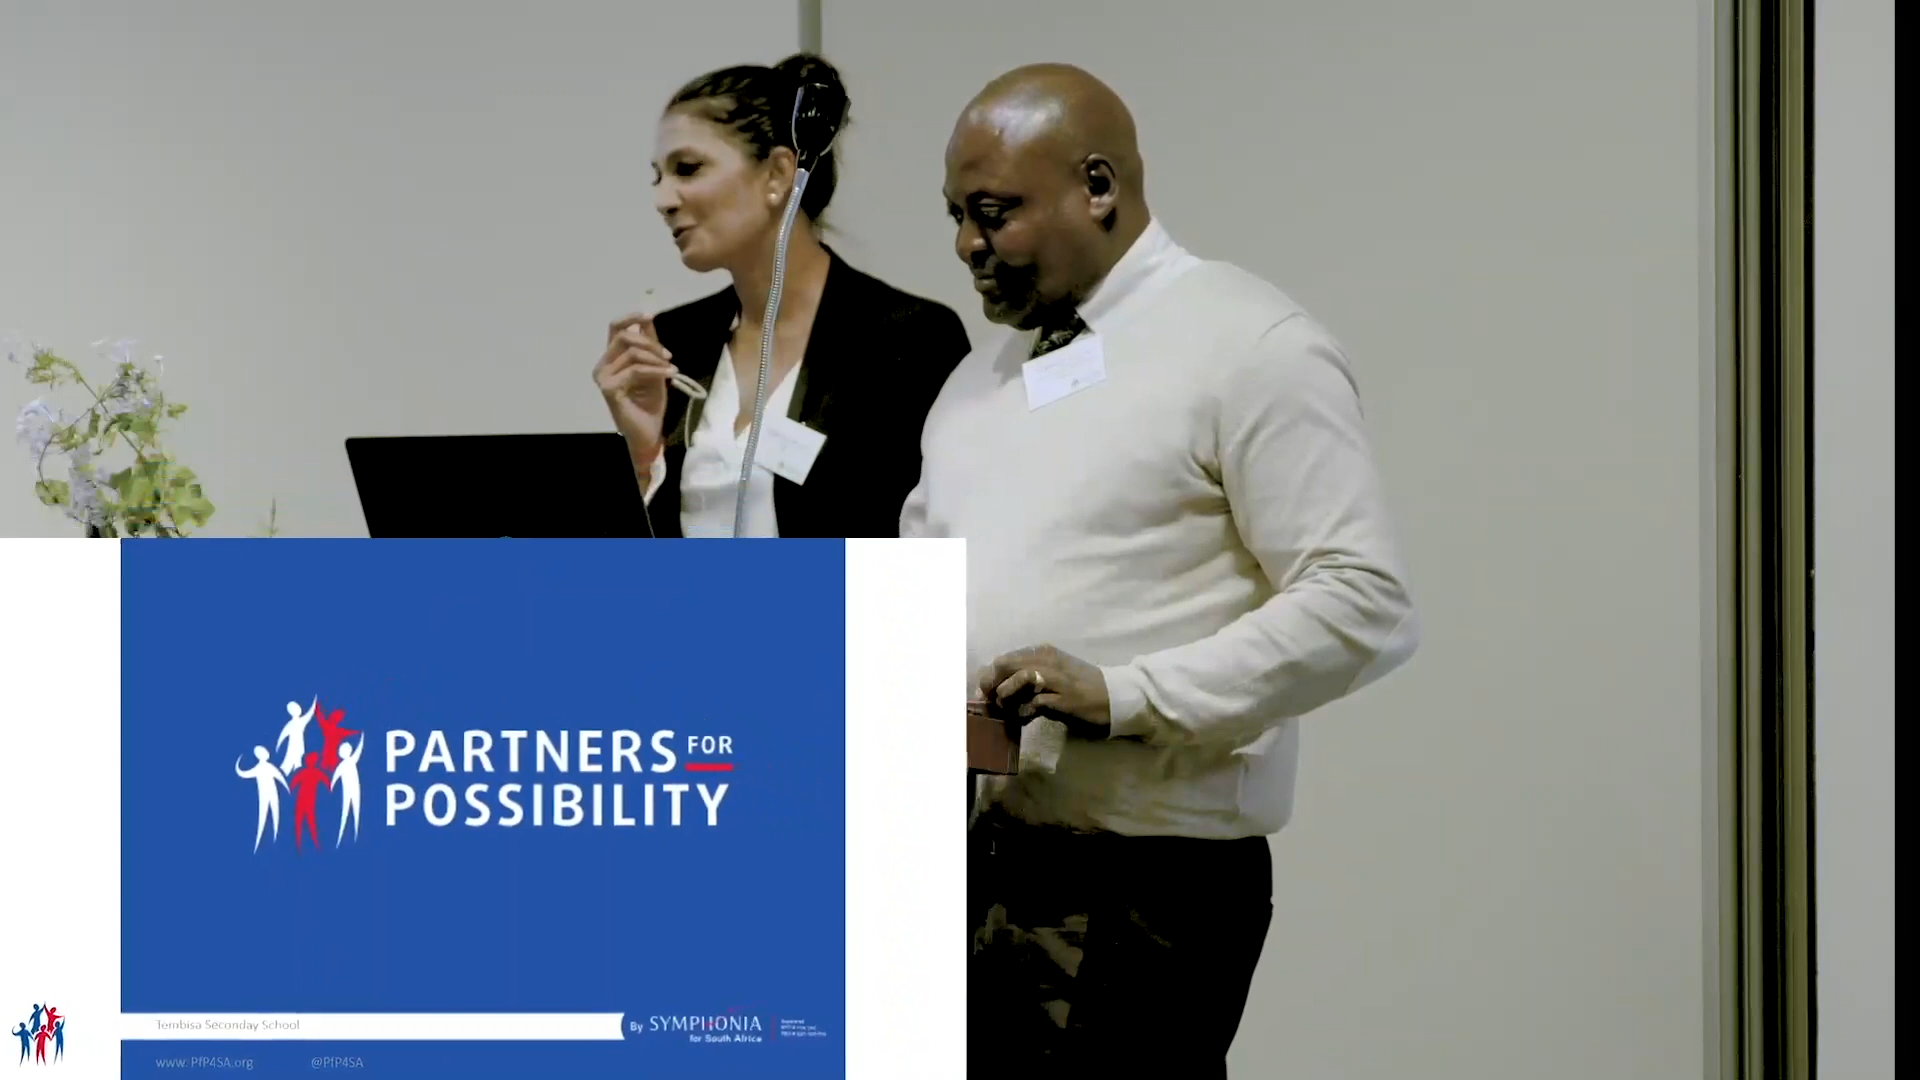 PARTNERS FOR
POSSIBILITY
Tembisa Seconday School
By SYMPHONIA
for South Africa
www.PfP4SA.org @PfP4SA